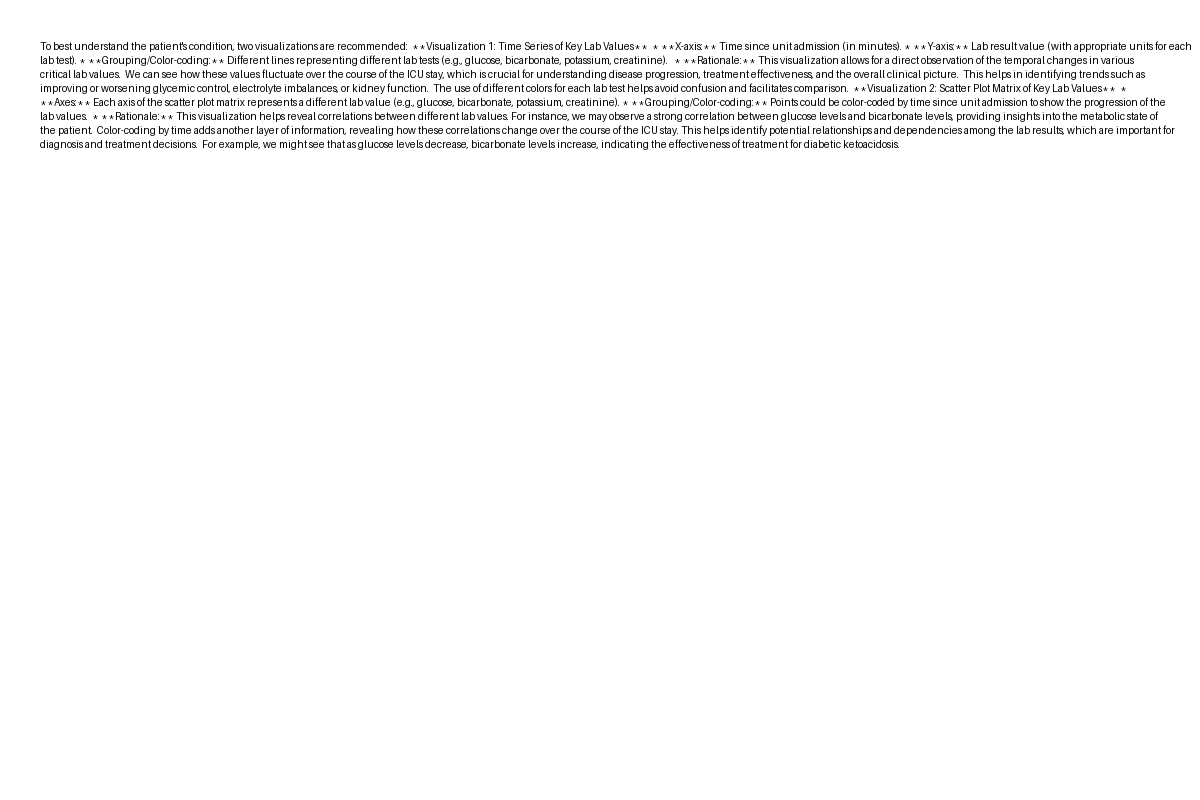 To best understand the patient's condition, two visualizations are recommended:  **Visualization 1: Time Series of Key Lab Values**  * **X-axis:** Time since unit admission (in minutes). * **Y-axis:** Lab result value (with appropriate units for each
lab test). * **Grouping/Color-coding:** Different lines representing different lab tests (e.g., glucose, bicarbonate, potassium, creatinine).  * **Rationale:** This visualization allows for a direct observation of the temporal changes in various
critical lab values.  We can see how these values fluctuate over the course of the ICU stay, which is crucial for understanding disease progression, treatment effectiveness, and the overall clinical picture.  This helps in identifying trends such as
improving or worsening glycemic control, electrolyte imbalances, or kidney function.  The use of different colors for each lab test helps avoid confusion and facilitates comparison.  **Visualization 2: Scatter Plot Matrix of Key Lab Values**  *
**Axes:** Each axis of the scatter plot matrix represents a different lab value (e.g., glucose, bicarbonate, potassium, creatinine). * **Grouping/Color-coding:** Points could be color-coded by time since unit admission to show the progression of the
lab values.  * **Rationale:** This visualization helps reveal correlations between different lab values. For instance, we may observe a strong correlation between glucose levels and bicarbonate levels, providing insights into the metabolic state of
the patient.  Color-coding by time adds another layer of information, revealing how these correlations change over the course of the ICU stay. This helps identify potential relationships and dependencies among the lab results, which are important for
diagnosis and treatment decisions.  For example, we might see that as glucose levels decrease, bicarbonate levels increase, indicating the effectiveness of treatment for diabetic ketoacidosis.